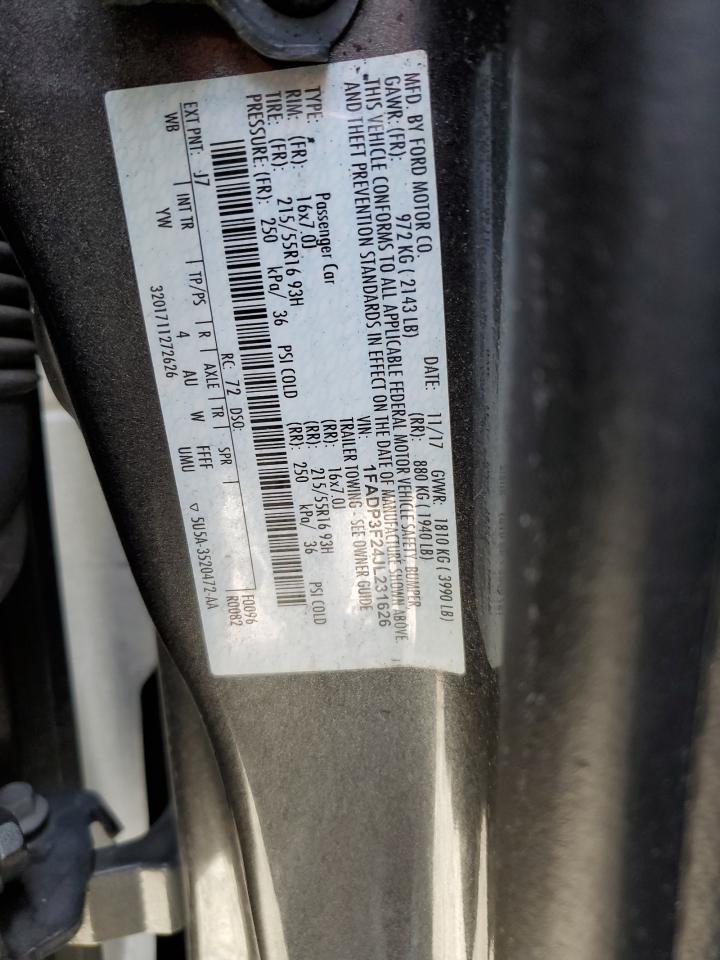 MFD. BY FORD MOTOR CO.
DATE: 11/17 GVWR: 1810 KG ( 3990 LB)
GAWR: (FR): 972 KG ( 2143 LB) (RR): 880 KG ( 1940 LB)
THIS VEHICLE CONFORMS TO ALL APPLICABLE FEDERAL MOTOR VEHICLE SAFETY, BUMPER,
AND THEFT PREVENTION STANDARDS IN EFFECT ON THE DATE OF MANUFACTURE SHOWN ABOVE.
VIN: 1FADP3F24JL231626
TYPE: Passenger Car TRAILER TOWING - SEE OWNER GUIDE
RIM: (FR): 16x7.0J (RR): 16x7.0J
TIRE: (FR): 215/55R16 93H (RR): 215/55R16 93H
PRESSURE: (FR): 250 kPa/ 36 PSI COLD (RR): 250 kPa/ 36 PSI COLD
EXT PNT: J7 RC: 72 DSO: F0096
WB INT TR TP/PS R AXLE TR SPR R0082
YW 4 AU W FFFF UMU
3201711272626 5U5A-3520472-AA